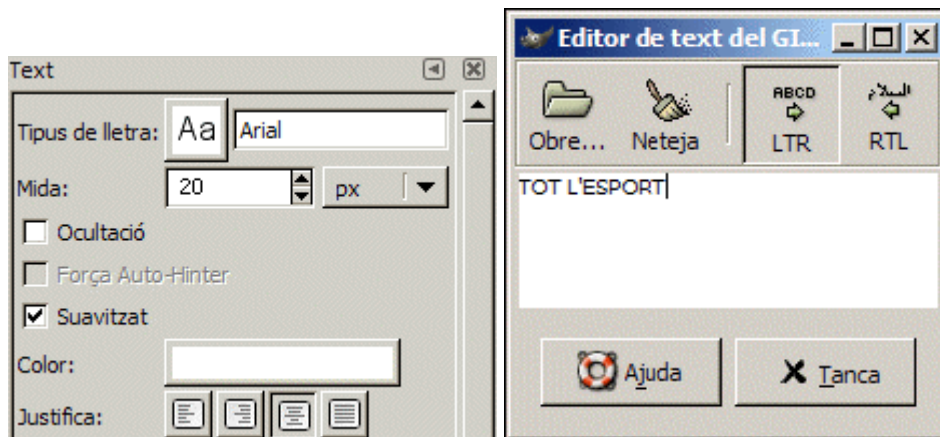 Text
Tipus de lletra: Aa Arial
Mida: 20 px
Ocultació
Força Auto-Hinter
Suavitzat
Color:
Justifica:
Editor de text del GI...
ABCD السلام
Obre... Neteja LTR RTL
TOT L'ESPORT
Ajuda Tanca